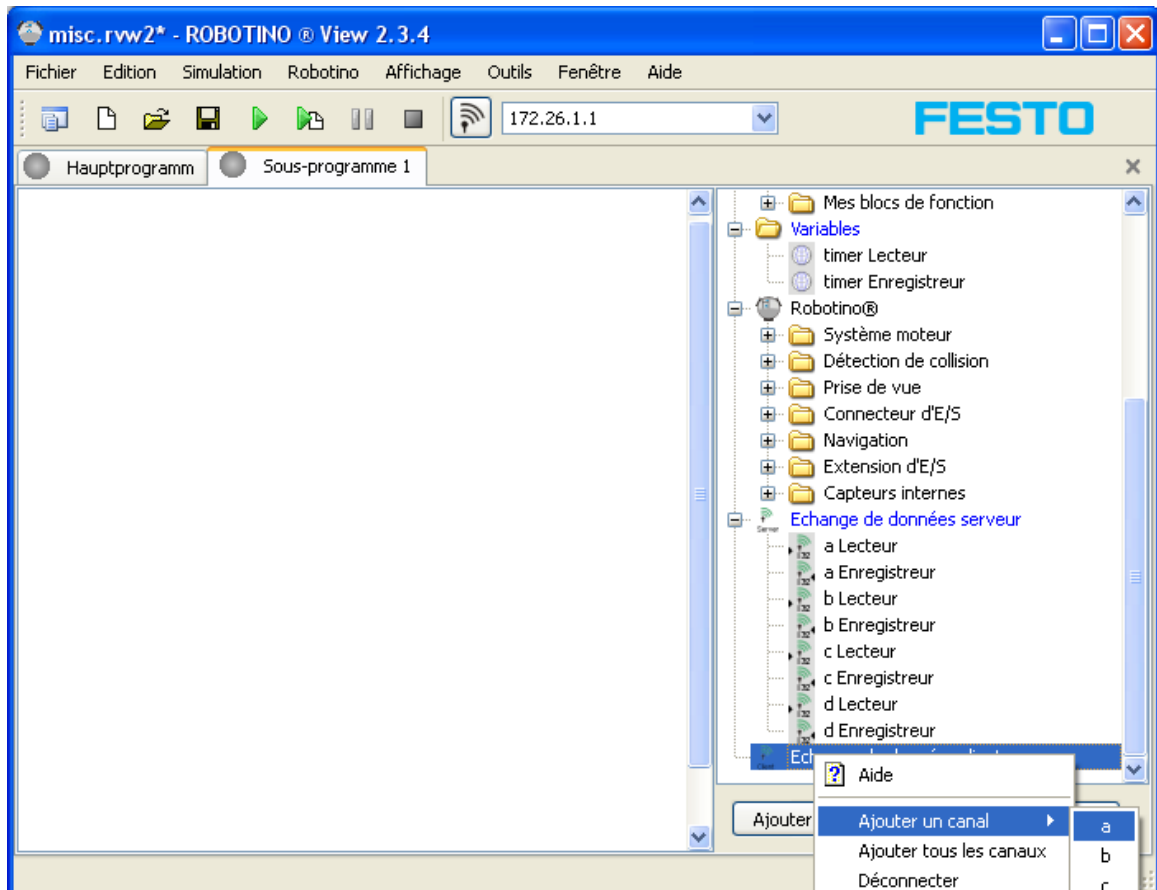 misc.rvw2* - ROBOTINO ® View 2.3.4
Fichier Edition Simulation Robotino Affichage Outils Fenêtre Aide
172.26.1.1
FESTO
Hauptprogramm Sous-programme 1
Mes blocs de fonction
Variables
timer Lecteur
timer Enregistreur
Robotino®
Système moteur
Détection de collision
Prise de vue
Connecteur d'E/S
Navigation
Extension d'E/S
Capteurs internes
Server Echange de données serveur
a Lecteur
a Enregistreur
b Lecteur
b Enregistreur
c Lecteur
c Enregistreur
d Lecteur
d Enregistreur
Client
Aide
Ajouter
Ajouter un canal a
Ajouter tous les canaux b
Déconnecter c